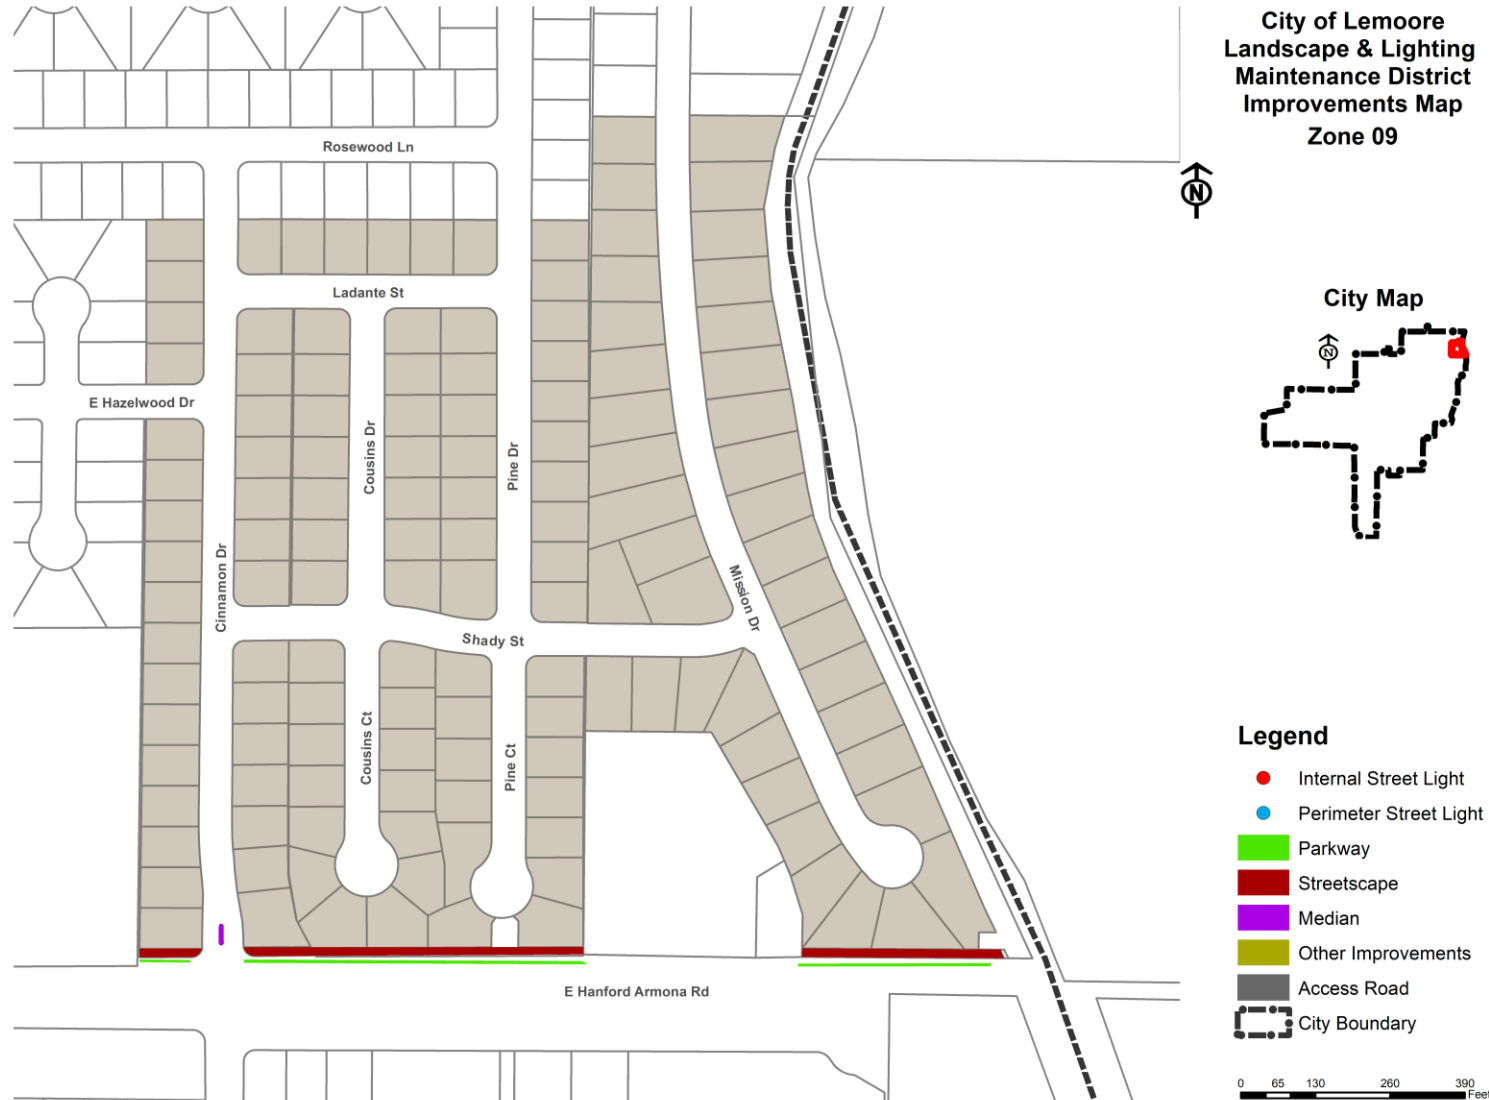 City of Lemoore
Landscape & Lighting
Maintenance District
Improvements Map
Zone 09
N
City Map
N
Rosewood Ln
Ladante St
E Hazelwood Dr
Cousins Dr
Pine Dr
Cinnamon Dr
Mission Dr
Shady St
Cousins Ct
Pine Ct
E Hanford Armona Rd
Legend
Internal Street Light
Perimeter Street Light
Parkway
Streetscape
Median
Other Improvements
Access Road
City Boundary
0 65 130 260 390
Feet